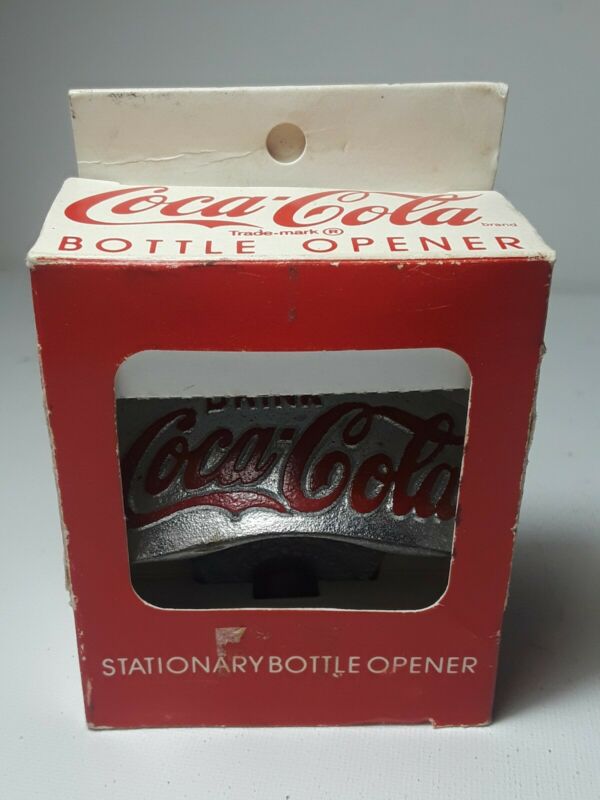 Coca-Cola
Trade-mark ® brand
BOTTLE OPENER
DRINK
Coca-Cola
STATIONARY BOTTLE OPENER